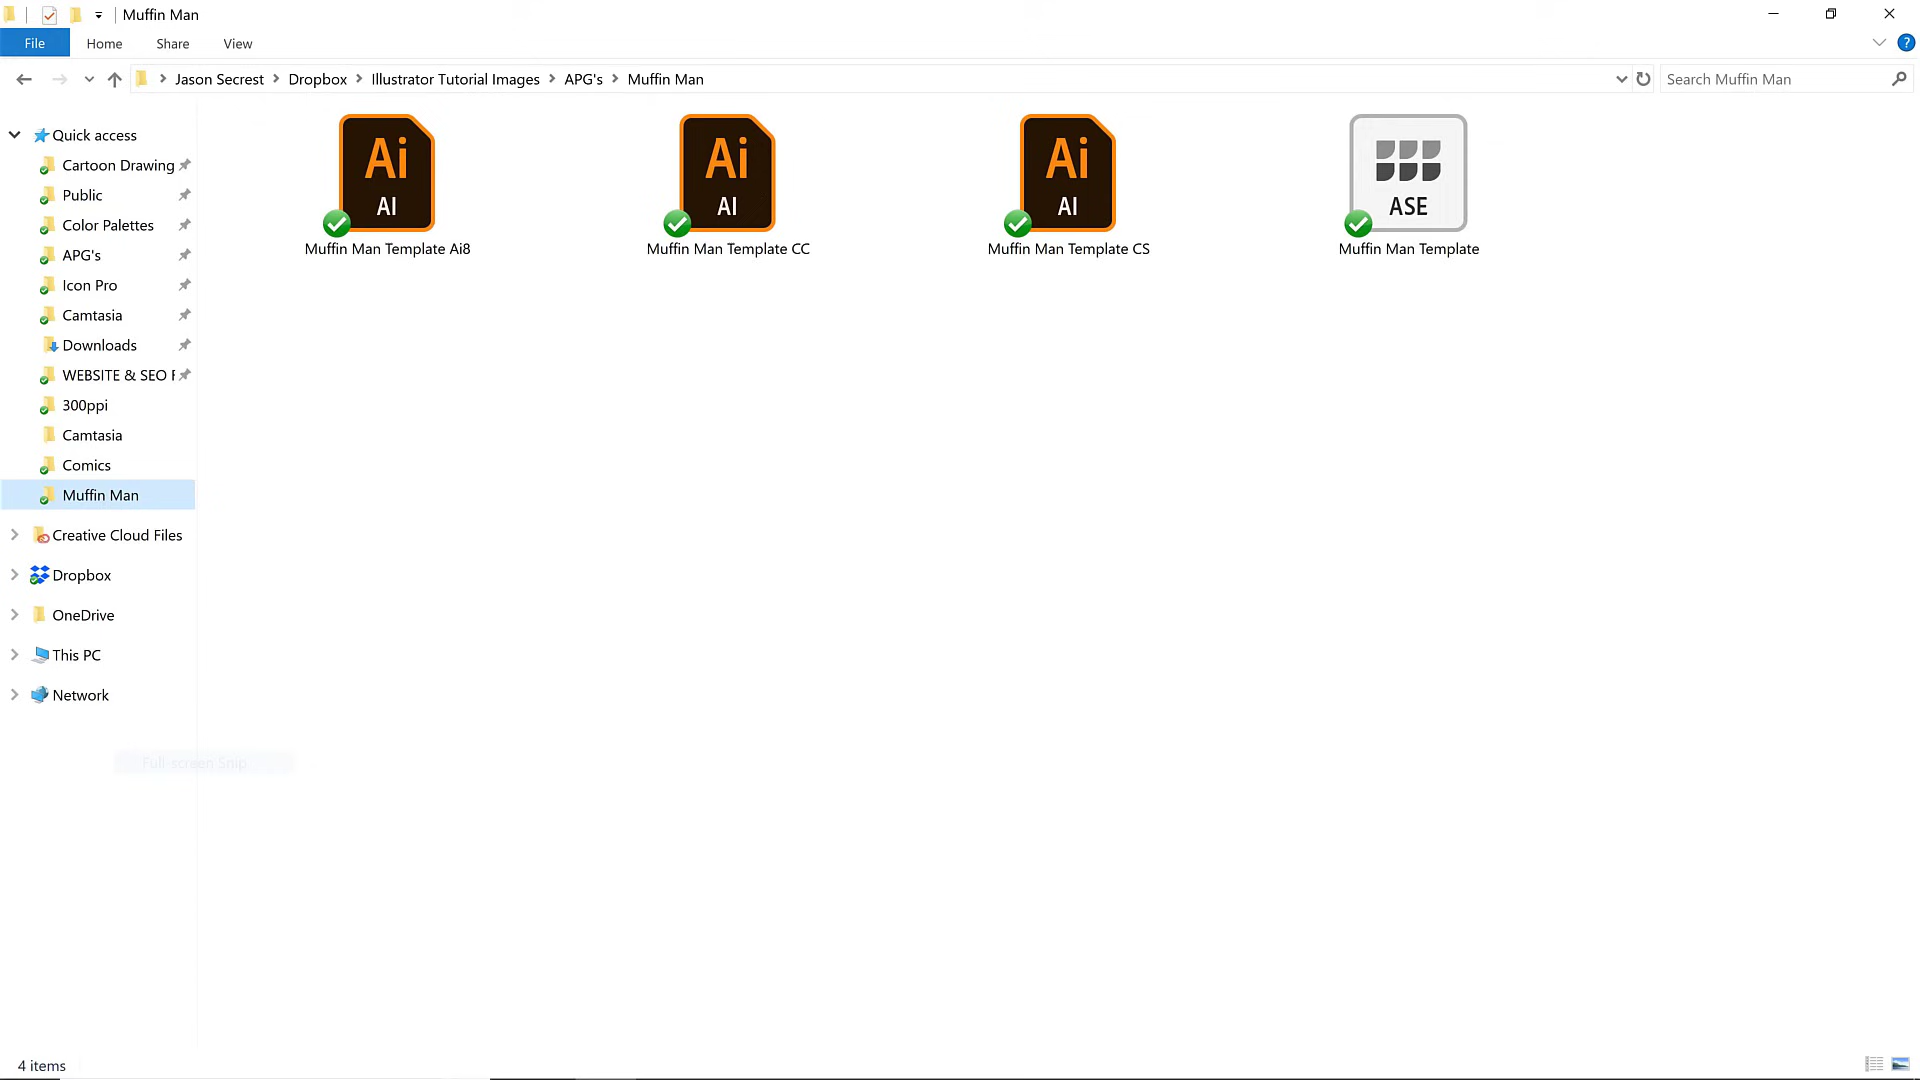 Muffin Man
File Home Share View
Jason Secrest Dropbox Illustrator Tutorial Images APG's Muffin Man Search Muffin Man
Quick access
Cartoon Drawing
Public
Color Palettes
APG's
Icon Pro
Camtasia
Downloads
WEBSITE & SEO F
300ppi
Camtasia
Comics
Muffin Man
Creative Cloud Files
Dropbox
OneDrive
This PC
Network
Ai
AI
Muffin Man Template Ai8
Ai
AI
Muffin Man Template CC
Ai
AI
Muffin Man Template CS
ASE
Muffin Man Template
Full-screen Snip
4 items